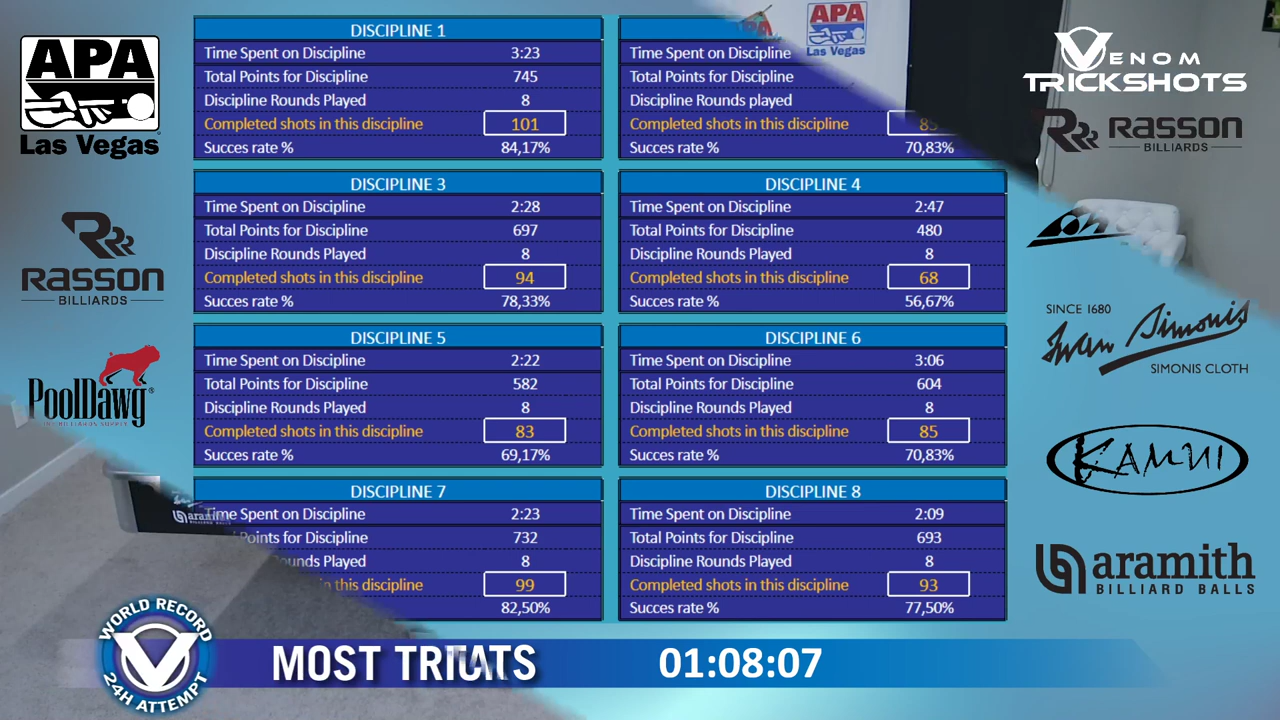 APA
Las Vegas
RASSON
BILLIARDS
PoolDawg
DISCIPLINE 1
Time Spent on Discipline 3:23
Total Points for Discipline 745
Discipline Rounds Played 8
Completed shots in this discipline 101
Succes rate % 84,17%
Time Spent on Discipline
Total Points for Discipline
Discipline Rounds played
Completed shots in this discipline 85
Succes rate % 70,83%
APA
Las Vegas
DISCIPLINE 3
Time Spent on Discipline 2:28
Total Points for Discipline 697
Discipline Rounds Played 8
Completed shots in this discipline 94
Succes rate % 78,33%
DISCIPLINE 4
Time Spent on Discipline 2:47
Total Points for Discipline 480
Discipline Rounds Played 8
Completed shots in this discipline 68
Succes rate % 56,67%
DISCIPLINE 5
Time Spent on Discipline 2:22
Total Points for Discipline 582
Discipline Rounds Played 8
Completed shots in this discipline 83
Succes rate % 69,17%
DISCIPLINE 6
Time Spent on Discipline 3:06
Total Points for Discipline 604
Discipline Rounds Played 8
Completed shots in this discipline 85
Succes rate % 70,83%
DISCIPLINE 7
Time Spent on Discipline 2:23
Points for Discipline 732
Rounds Played 8
in this discipline 99
82,50%
DISCIPLINE 8
Time Spent on Discipline 2:09
Total Points for Discipline 693
Discipline Rounds Played 8
Completed shots in this discipline 93
Succes rate % 77,50%
VENOM
TRICKSHOTS
RASSON
BILLIARDS
SINCE 1680
Iwan Simonis
SIMONIS CLOTH
KAMUI
aramith
BILLIARD BALLS
aramith
BILLIARD BALLS
WORLD RECORD
24H ATTEMPT
MOST 01:08:07